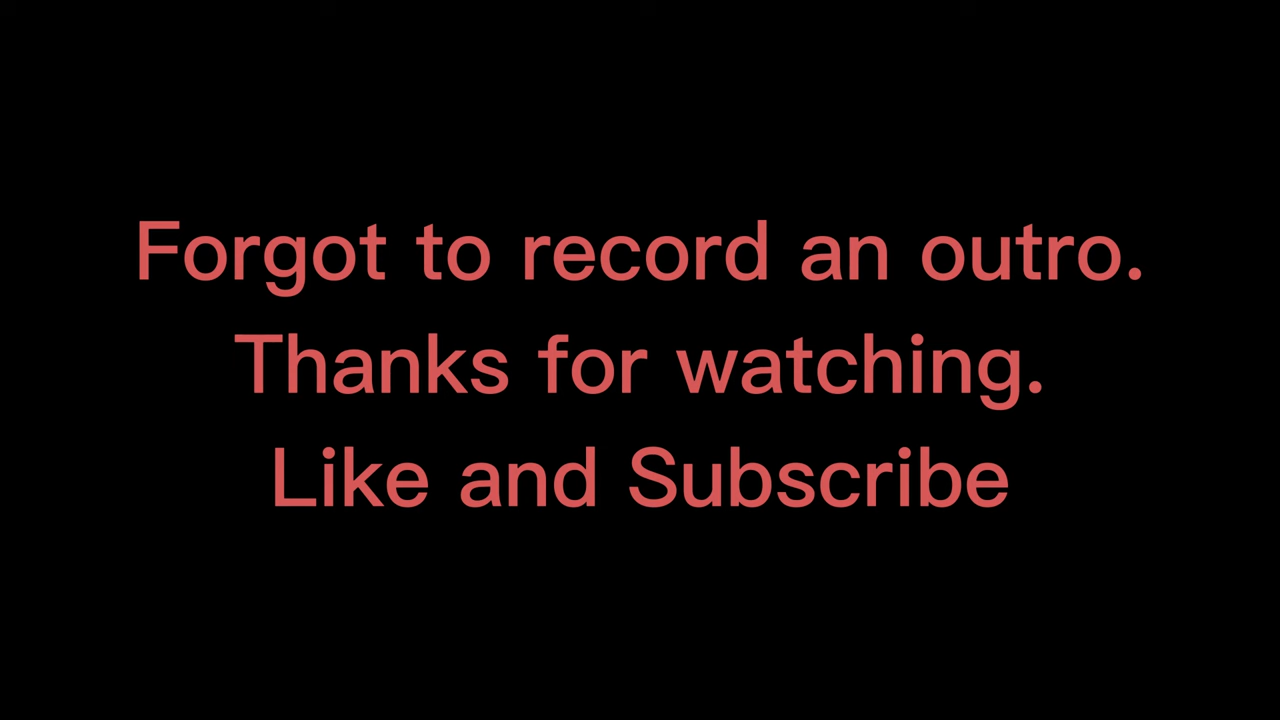 Forgot to record an outro.
Thanks for watching.
Like and Subscribe